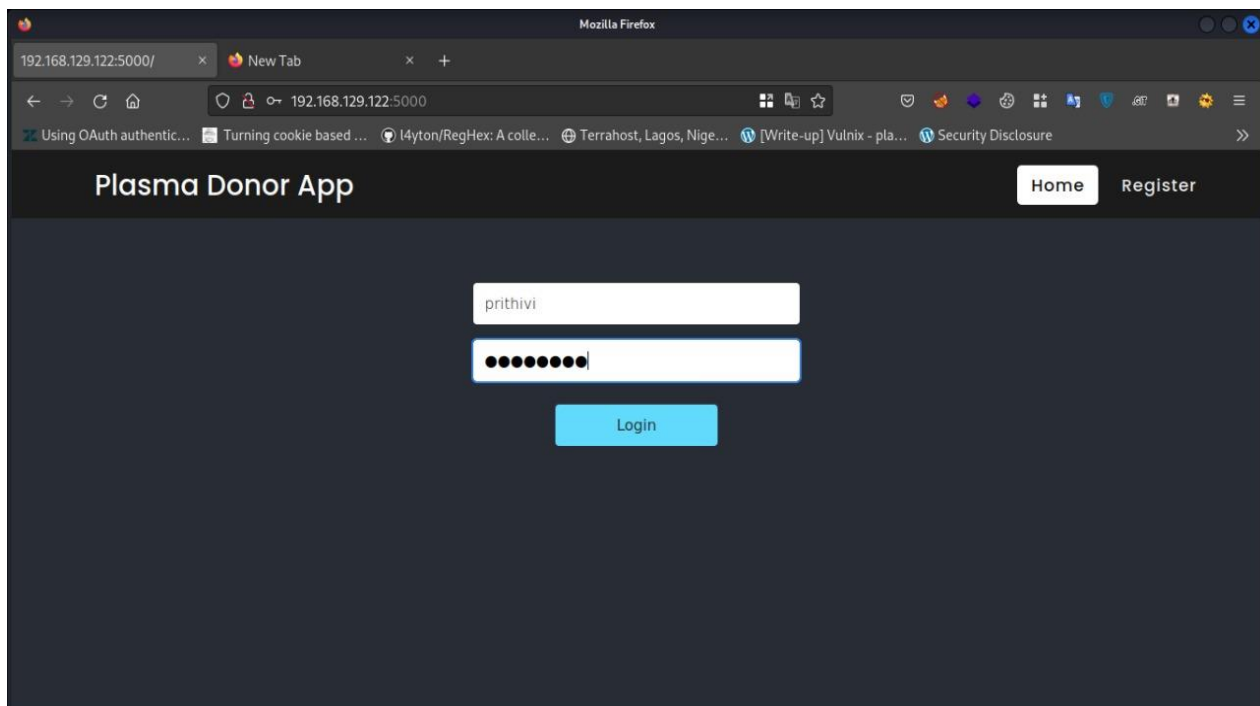 Mozilla Firefox
192.168.129.122:5000/ × New Tab × +
192.168.129.122:5000
Using OAuth authentic... Turning cookie based ... l4yton/RegHex: A colle... Terrahost, Lagos, Nige... [Write-up] Vulnix - pla... Security Disclosure »
Plasma Donor App Home Register
prithivi
●●●●●●●●
Login